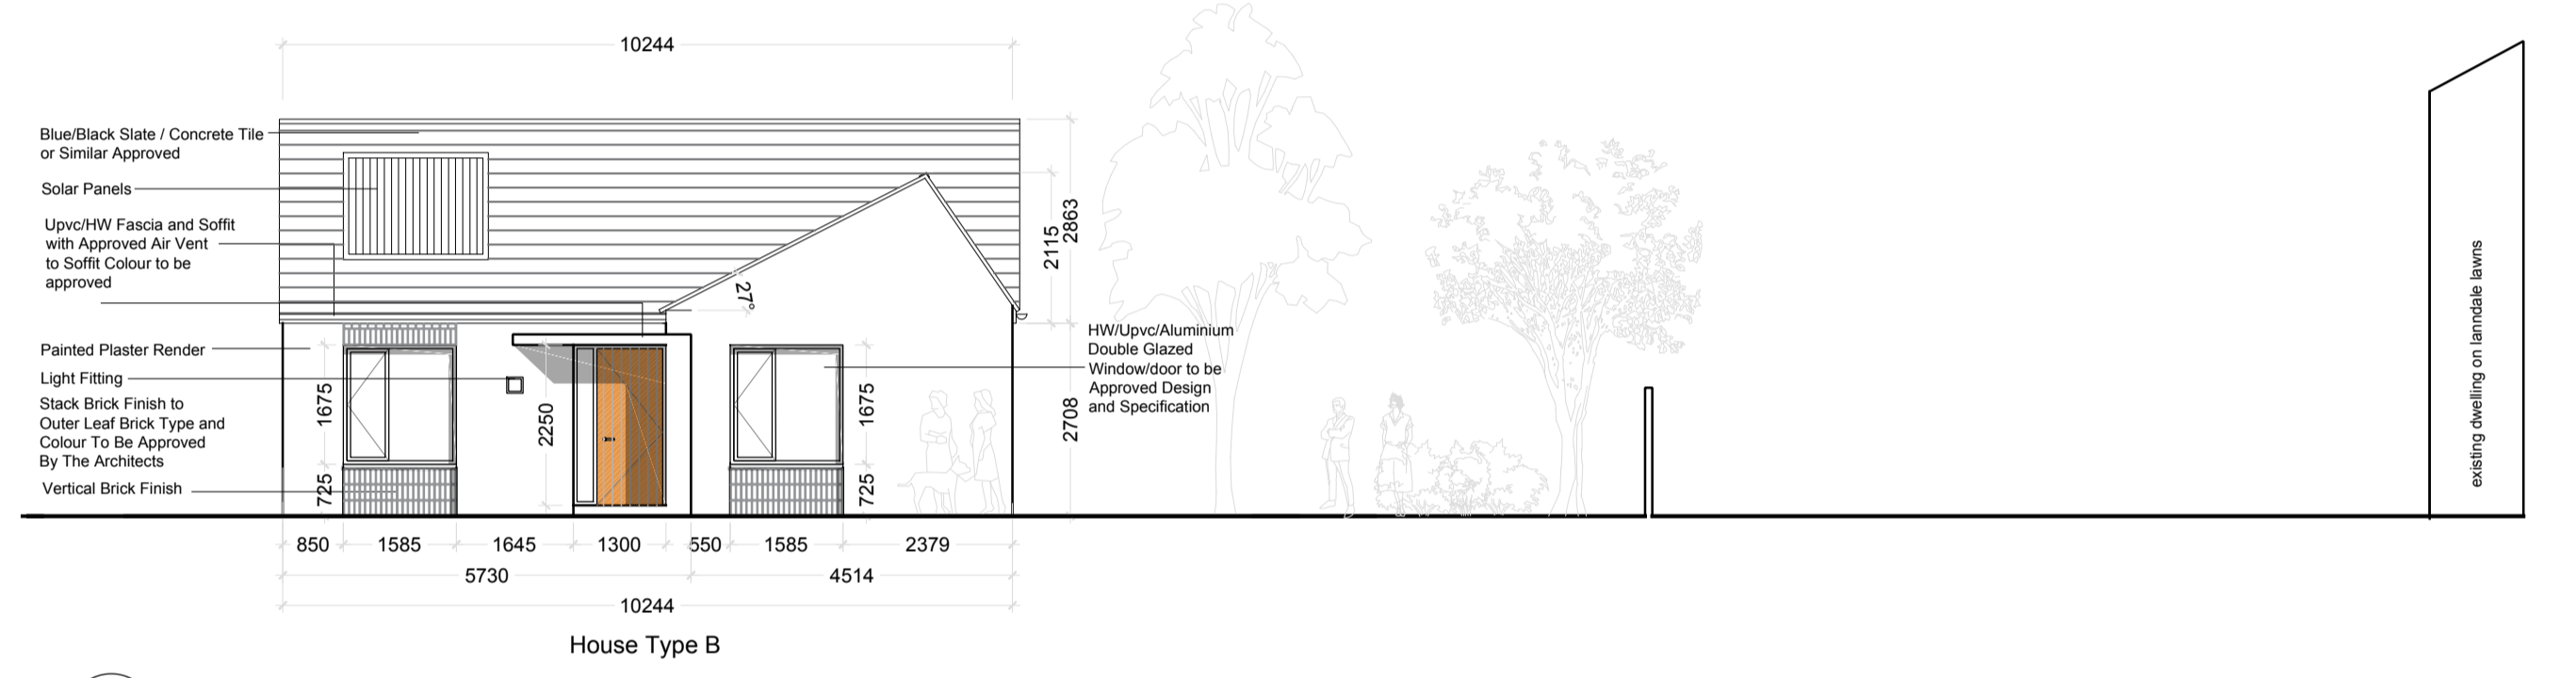 10244
Blue/Black Slate / Concrete Tile
or Similar Approved
Solar Panels
Upvc/HW Fascia and Soffit
with Approved Air Vent
to Soffit Colour to be
approved
27°
2115
2863
Painted Plaster Render
Light Fitting
Stack Brick Finish to
Outer Leaf Brick Type and
Colour To Be Approved
By The Architects
Vertical Brick Finish
1675
725
2250
1675
725
2708
HW/Upvc/Aluminium
Double Glazed
Window/door to be
Approved Design
and Specification
existing dwelling on lanndale lawns
850 1585 1645 1300 550 1585 2379
5730 4514
10244
House Type B